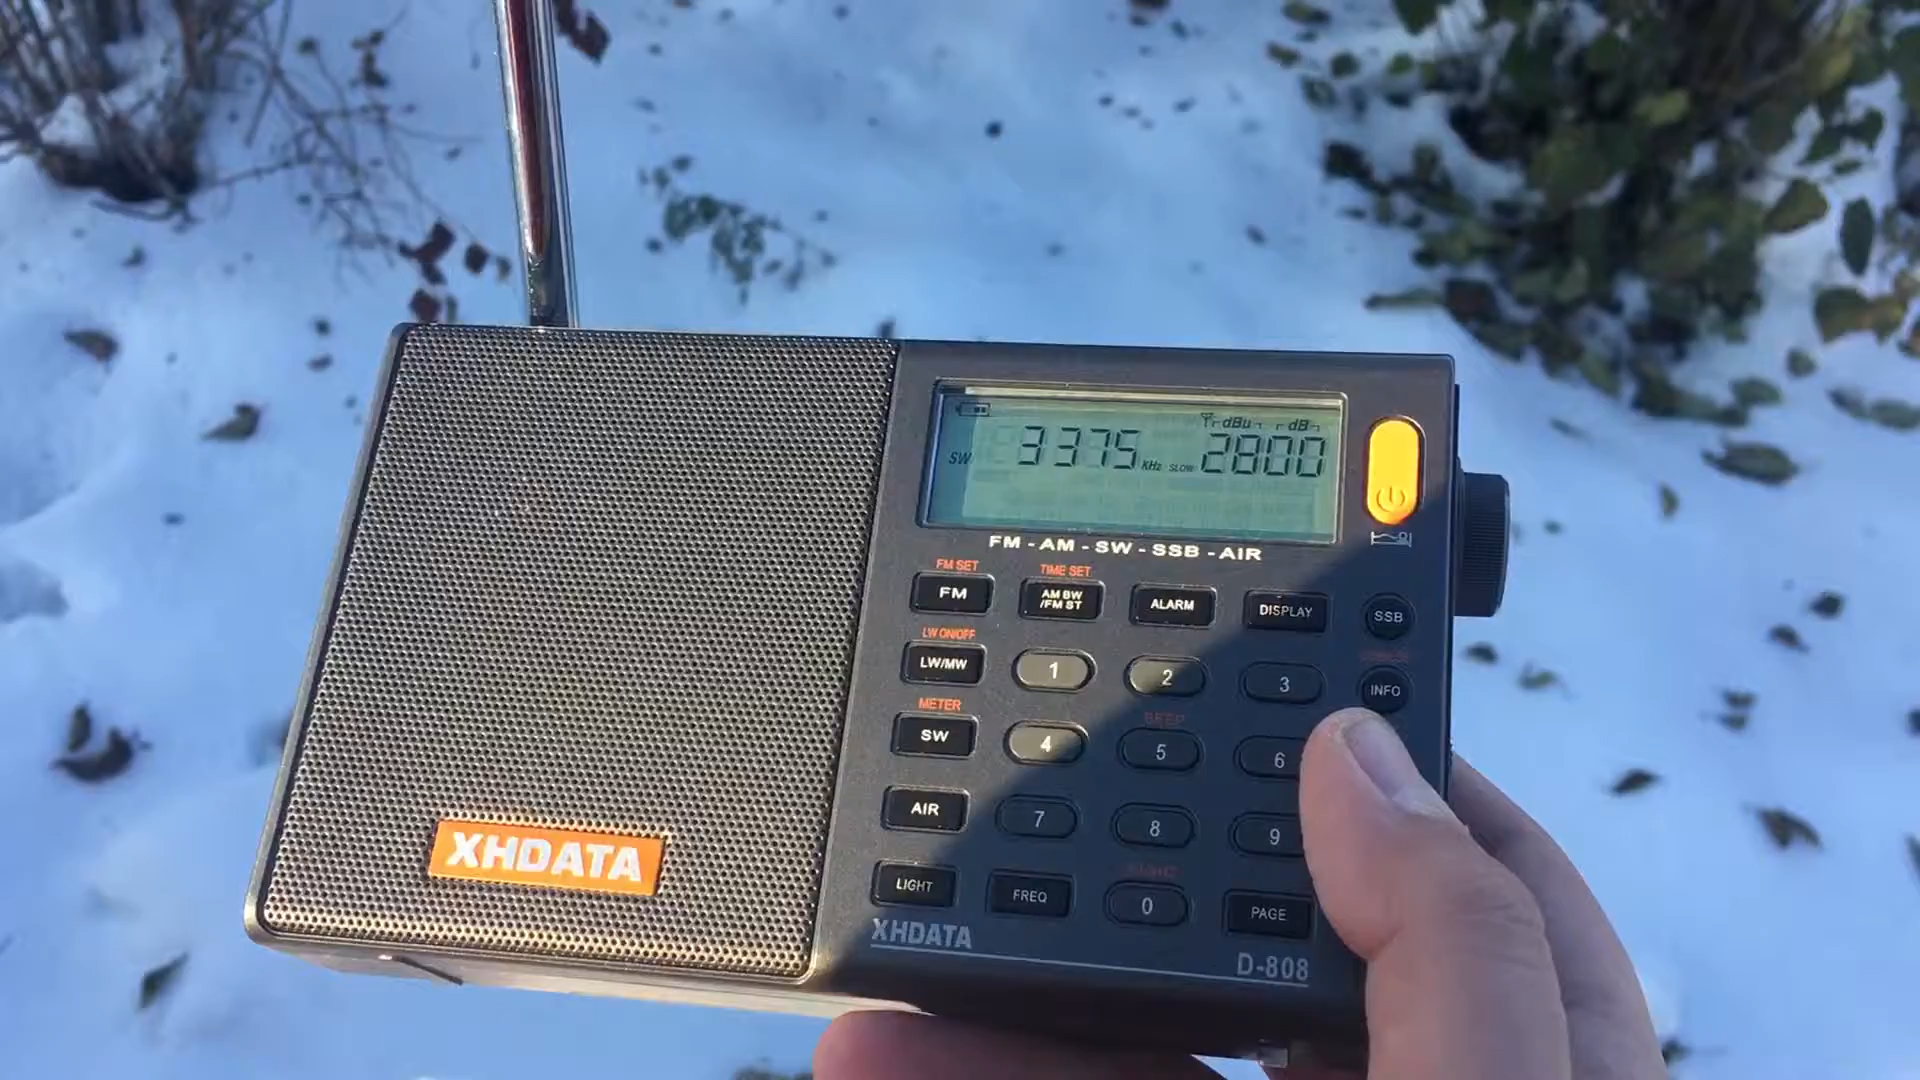 dBu dB
SW 3375 KHz SLOW 2800
FM - AM - SW - SSB - AIR
FM SET TIME SET
FM AM BW /FM ST ALARM DISPLAY SSB
LW ON/OFF
LW/MW 1 2 3 INFO
METER BEEP
SW 4 5 6
AIR 7 8 9
LIGHT FREQ 0 PAGE
XHDATA
XHDATA
D-808